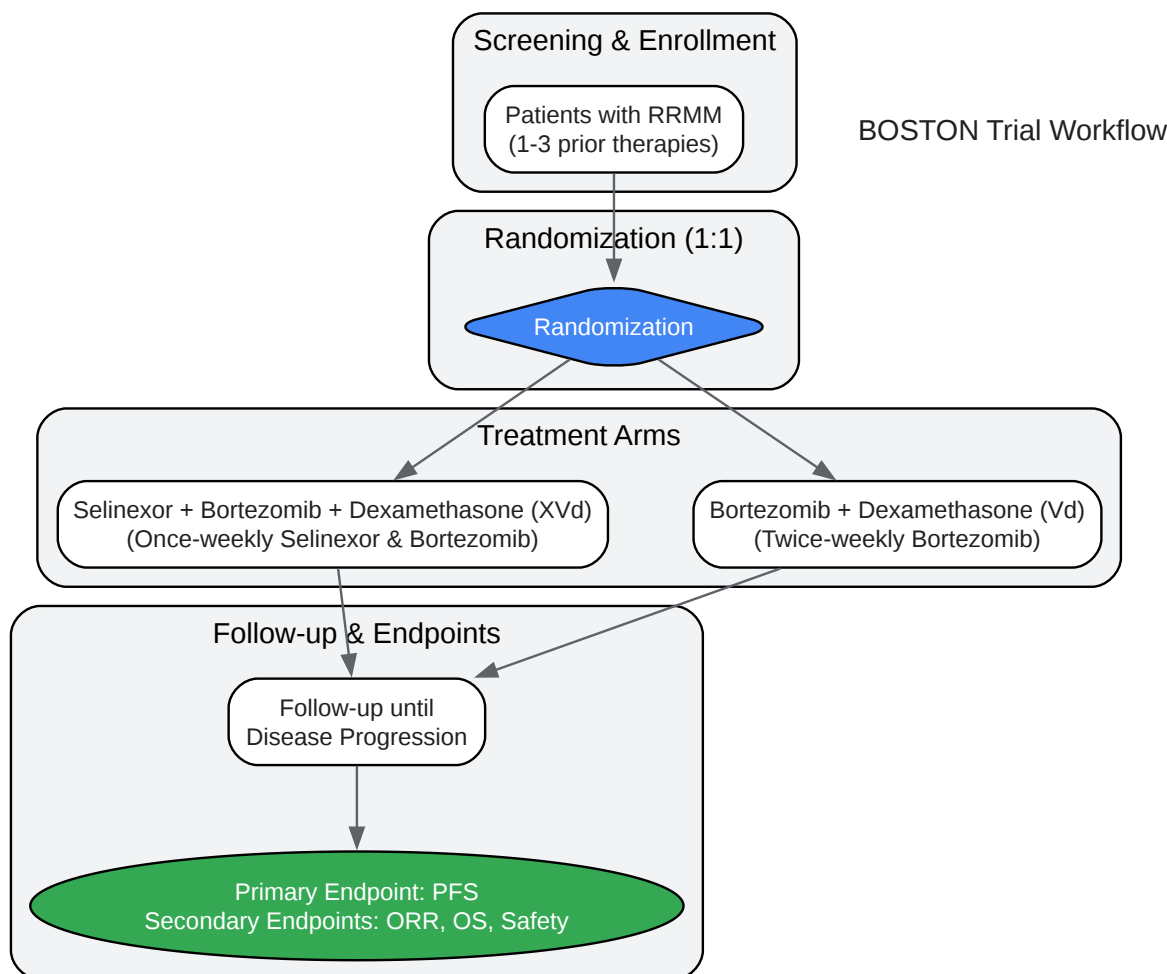 Screening & Enrollment
Patients with RRMM
(1-3 prior therapies)
BOSTON Trial Workflow
Randomization (1:1)
Randomization
Treatment Arms
Selinexor + Bortezomib + Dexamethasone (XVd)
(Once-weekly Selinexor & Bortezomib)
Bortezomib + Dexamethasone (Vd)
(Twice-weekly Bortezomib)
Follow-up & Endpoints
Follow-up until
Disease Progression
Primary Endpoint: PFS
Secondary Endpoints: ORR, OS, Safety